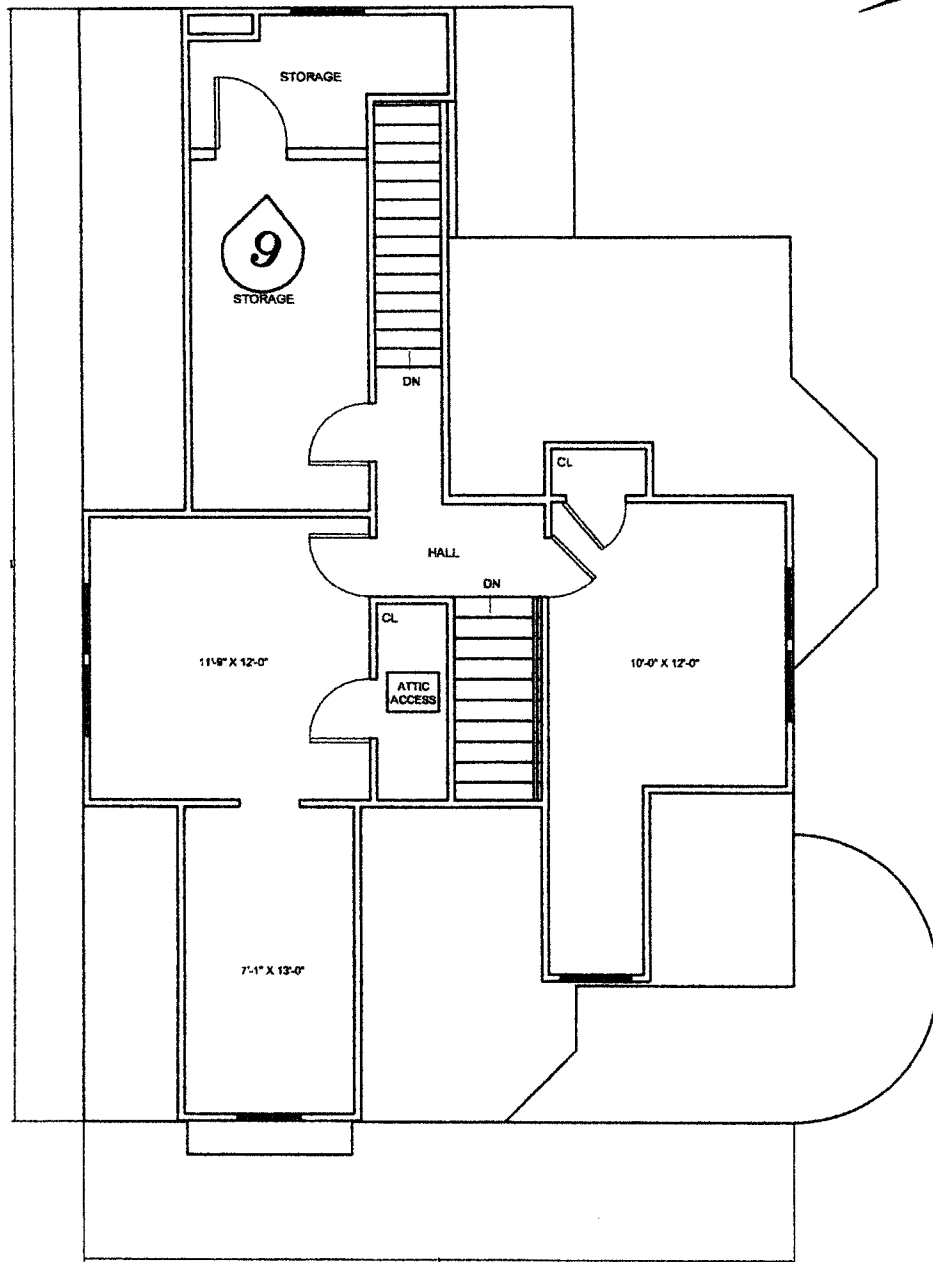 STORAGE
9
STORAGE
DN
CL
HALL
DN
CL
11'-9" X 12'-0"
10'-0" X 12'-0"
ATTIC
ACCESS
7'-1" X 13'-0"